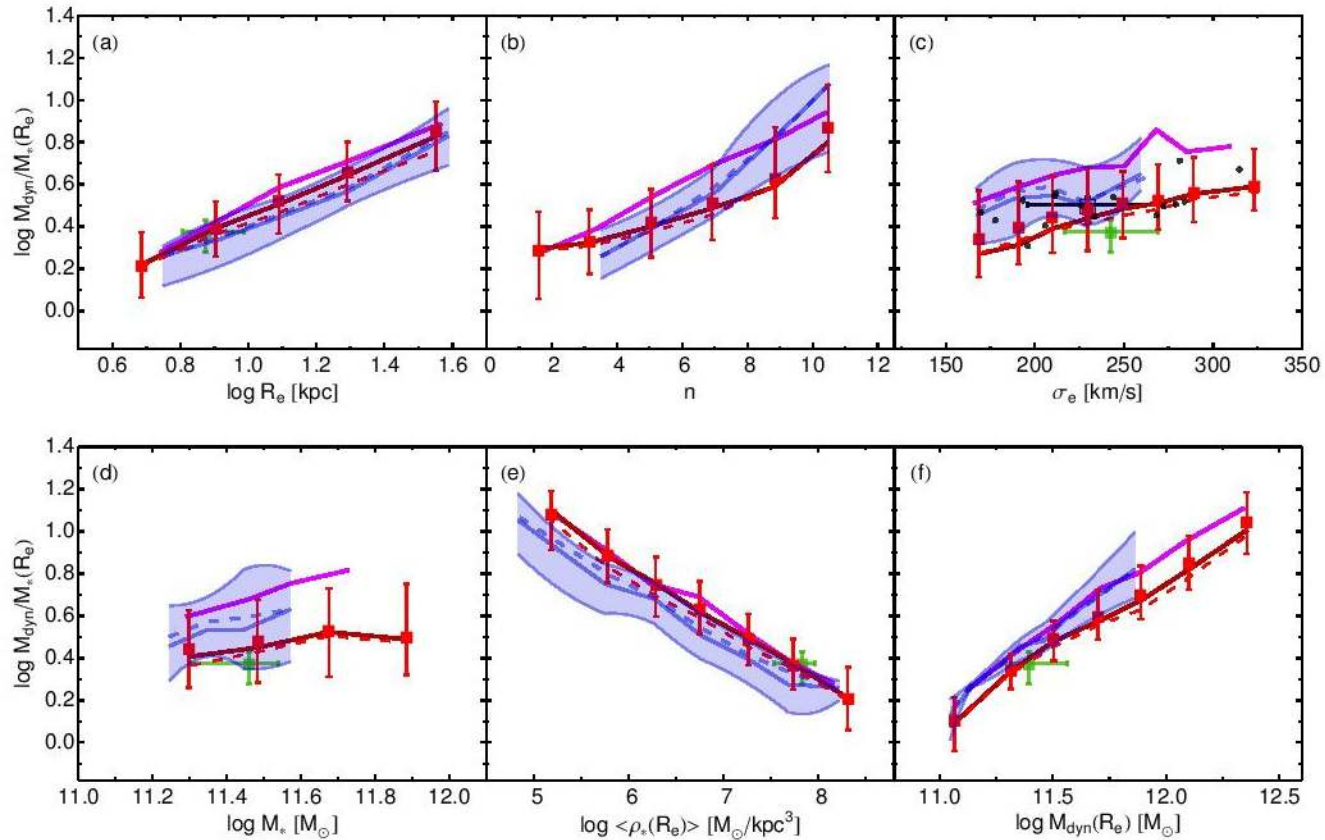 (a)
(b)
(c)
1.4
1.2
1.0
0.8
0.6
0.4
0.2
0.0
log M_dyn/M_*(R_e)
0.6 0.8 1.0 1.2 1.4 1.6
0 2 4 6 8 10 12
150 200 250 300 350
log R_e [kpc]
n
σ_e [km/s]
(d)
(e)
(f)
1.4
1.2
1.0
0.8
0.6
0.4
0.2
0.0
log M_dyn/M_*(R_e)
11.0 11.2 11.4 11.6 11.8 12.0
5 6 7 8
11.0 11.5 12.0 12.5
log M_* [M_⊙]
log <ρ_*(R_e)> [M_⊙/kpc³]
log M_dyn(R_e) [M_⊙]